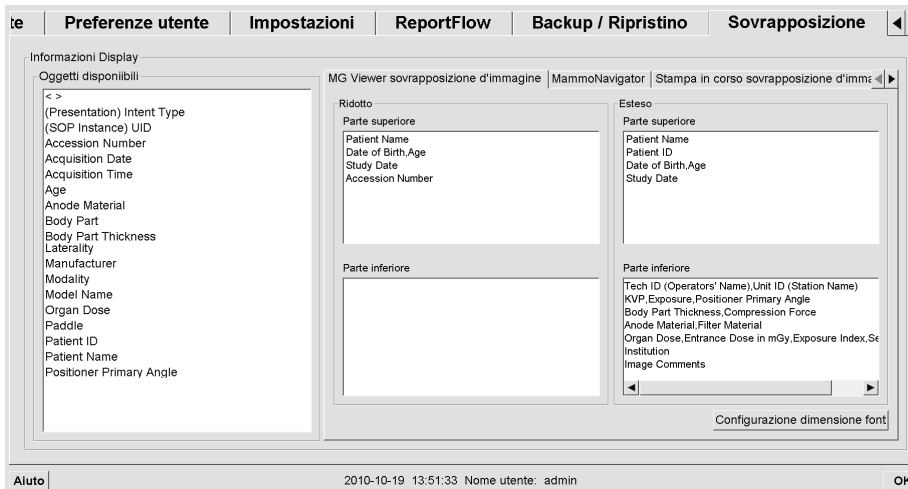 te Preferenze utente Impostazioni ReportFlow Backup / Ripristino Sovrapposizione
Informazioni Display
Oggetti disponiibili
< >
(Presentation) Intent Type
(SOP Instance) UID
Accession Number
Acquisition Date
Acquisition Time
Age
Anode Material
Body Part
Body Part Thickness
Laterality
Manufacturer
Modality
Model Name
Organ Dose
Paddle
Patient ID
Patient Name
Positioner Primary Angle
MG Viewer sovrapposizione d'immagine MammoNavigator Stampa in corso sovrapposizione d'imma
Ridotto
Parte superiore
Patient Name
Date of Birth,Age
Study Date
Accession Number
Parte inferiore
Esteso
Parte superiore
Patient Name
Patient ID
Date of Birth,Age
Study Date
Parte inferiore
Tech ID (Operators' Name),Unit ID (Station Name)
KVP,Exposure,Positioner Primary Angle
Body Part Thickness,Compression Force
Anode Material,Filter Material
Organ Dose,Entrance Dose in mGy,Exposure Index,Se
Institution
Image Comments
Configurazione dimensione font
Aiuto 2010-10-19 13:51:33 Nome utente: admin OK